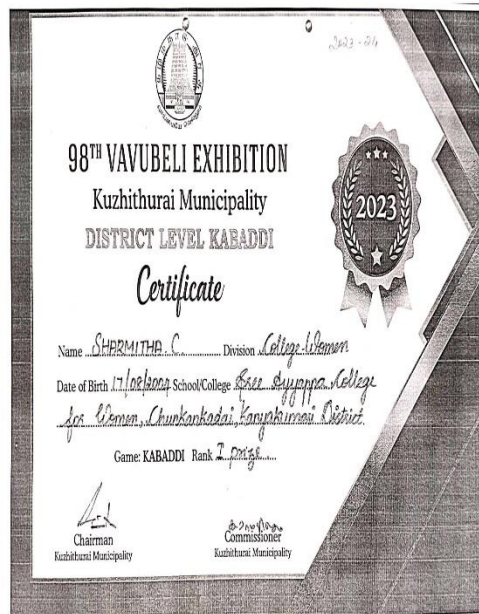 2023-24
98TH VAVUBELI EXHIBITION
Kuzhithurai Municipality
DISTRICT LEVEL KABADDI
Certificate
2023
Name SHARMITHA. C Division College Women
Date of Birth 17/08/2004 School/College Sree Ayyappa College
for Women, Chunkankadai, Kanyakumari District
Game: KABADDI Rank I prize
Chairman Commissioner
Kuzhithurai Municipality Kuzhithurai Municipality